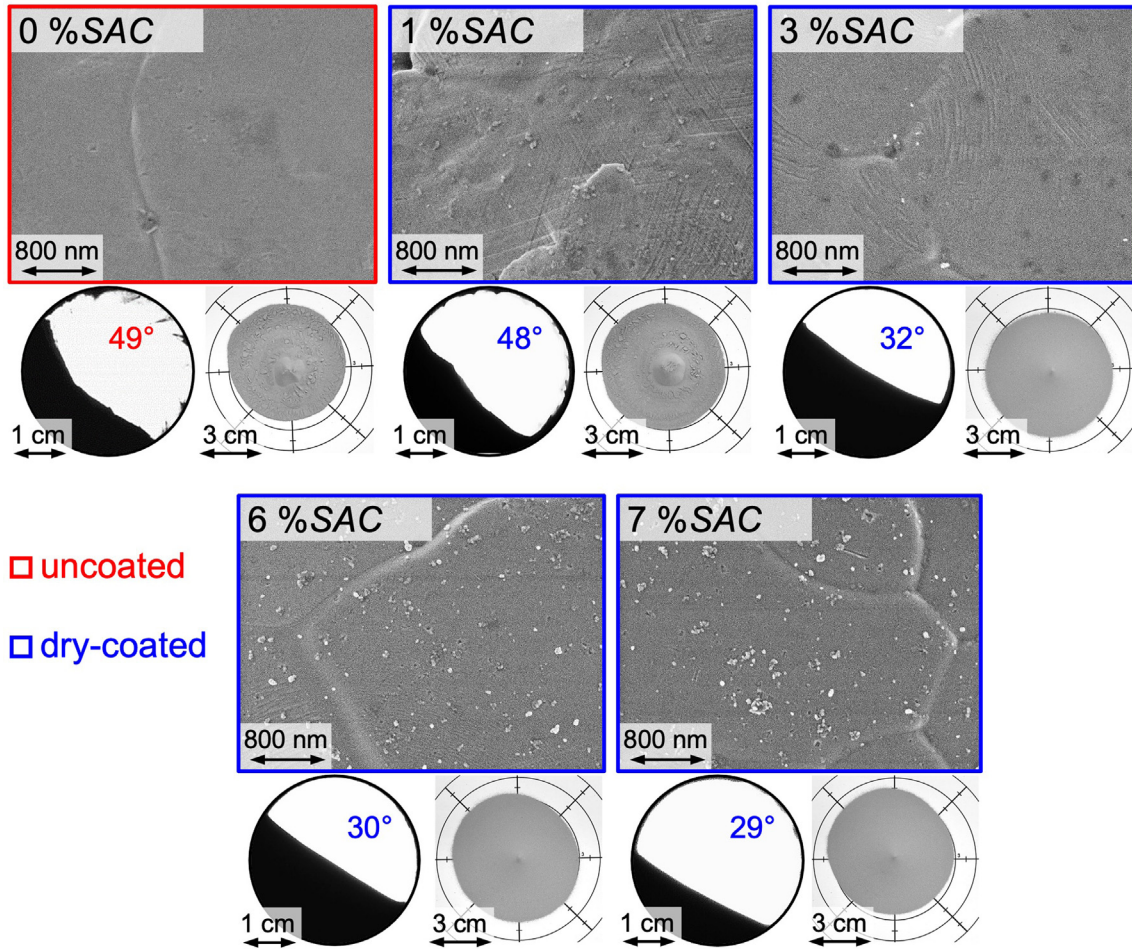 0 %SAC
1 %SAC
3 %SAC
800 nm
800 nm
800 nm
49°
48°
32°
1 cm
3 cm
1 cm
3 cm
1 cm
3 cm
6 %SAC
7 %SAC
uncoated
dry-coated
800 nm
800 nm
30°
29°
1 cm
3 cm
1 cm
3 cm